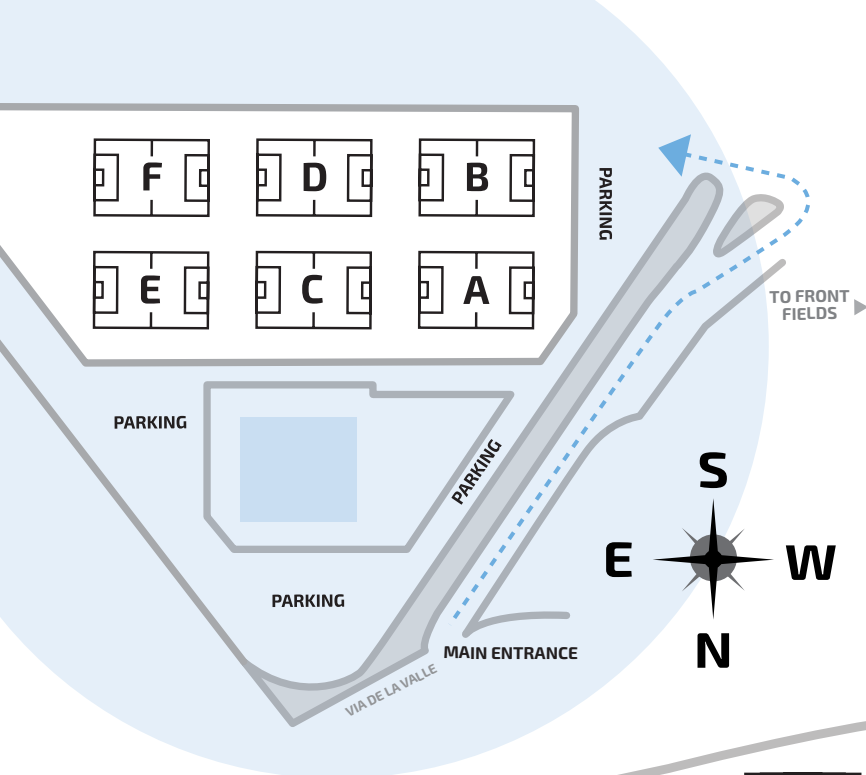 F
D
B
PARKING
E
C
A
TO FRONT
FIELDS
PARKING
PARKING
S
E
W
N
PARKING
MAIN ENTRANCE
VIA DE LA VALLE